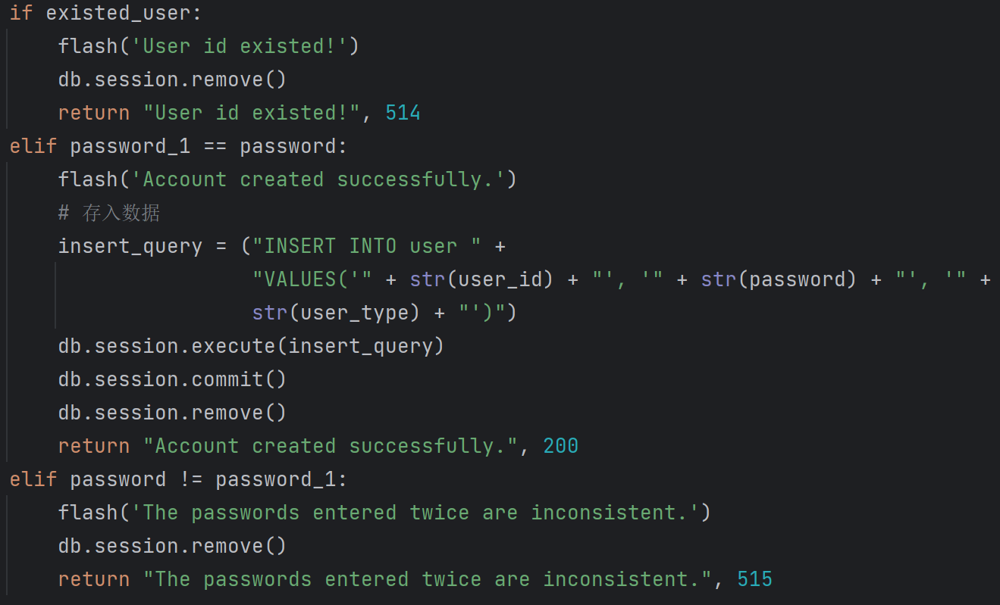 if existed_user:
    flash('User id existed!')
    db.session.remove()
    return "User id existed!", 514
elif password_1 == password:
    flash('Account created successfully.')
    # 存入数据
    insert_query = ("INSERT INTO user " +
                    "VALUES('" + str(user_id) + "', '" + str(password) + "', '" +
                    str(user_type) + "')")
    db.session.execute(insert_query)
    db.session.commit()
    db.session.remove()
    return "Account created successfully.", 200
elif password != password_1:
    flash('The passwords entered twice are inconsistent.')
    db.session.remove()
    return "The passwords entered twice are inconsistent.", 515